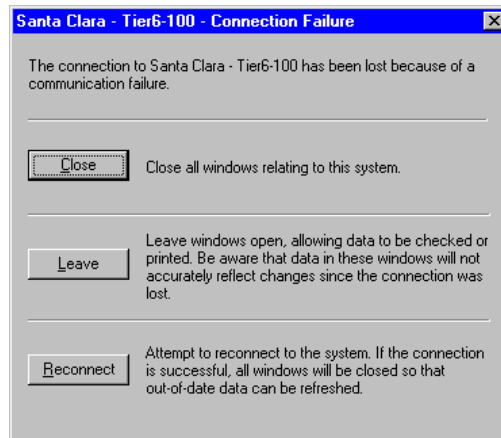 Santa Clara - Tier6-100 - Connection Failure
The connection to Santa Clara - Tier6-100 has been lost because of a
communication failure.
Close
Close all windows relating to this system.
Leave
Leave windows open, allowing data to be checked or
printed. Be aware that data in these windows will not
accurately reflect changes since the connection was
lost.
Reconnect
Attempt to reconnect to the system. If the connection
is successful, all windows will be closed so that
out-of-date data can be refreshed.